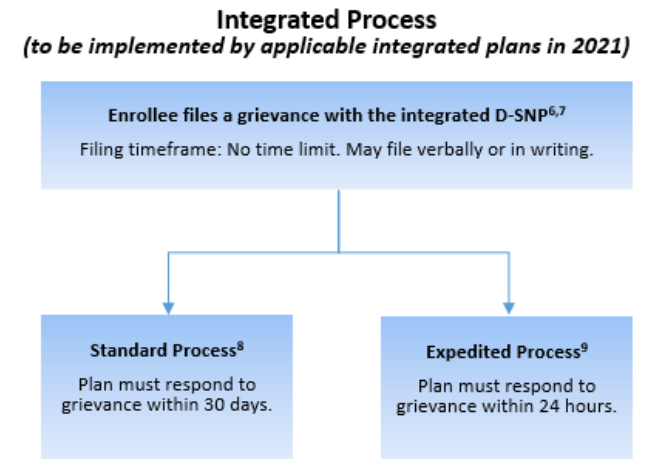 Integrated Process
(to be implemented by applicable integrated plans in 2021)
Enrollee files a grievance with the integrated D-SNP6,7
Filing timeframe: No time limit. May file verbally or in writing.
Standard Process8
Plan must respond to
grievance within 30 days.
Expedited Process9
Plan must respond to
grievance within 24 hours.